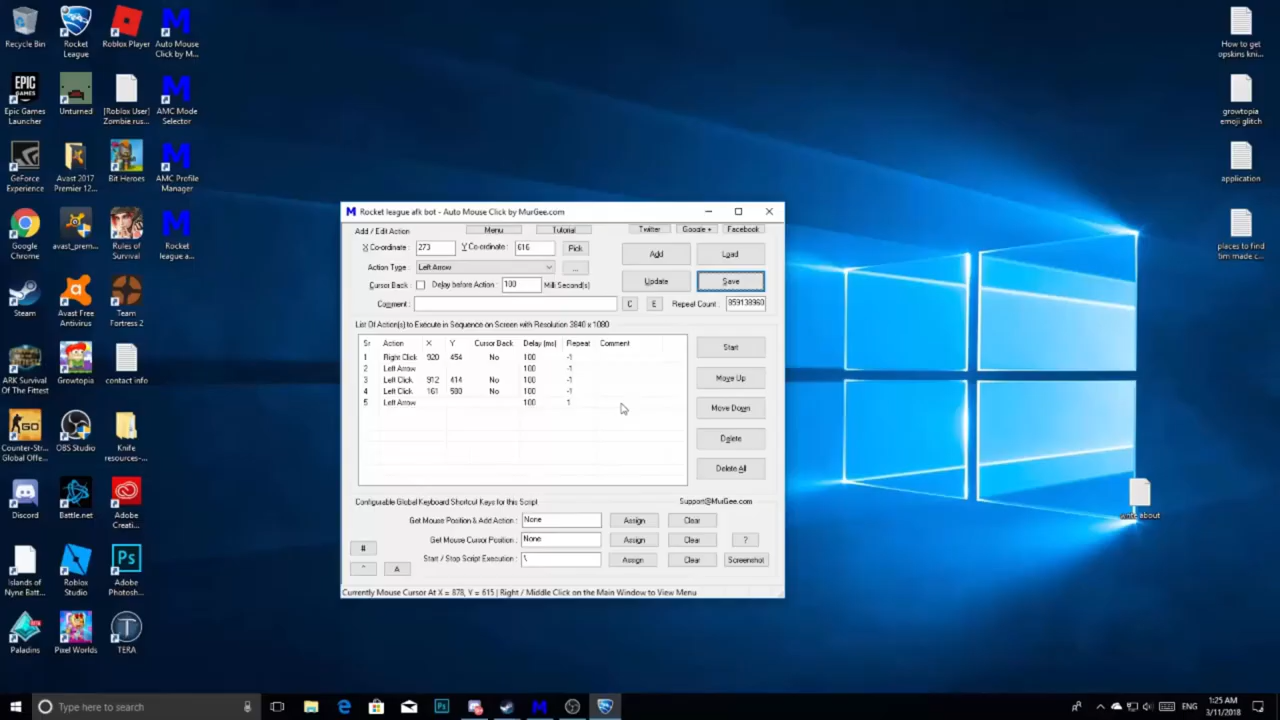 Recycle Bin
Rocket
League
Roblox Player
Auto Mouse
Click by M...
EPIC
GAMES
Epic Games
Launcher
Unturned
[Roblox User]
Zombie rus...
AMC Mode
Selector
GeForce
Experience
Avast 2017
Premier 12...
Bit Heroes
AMC Profile
Manager
Google
Chrome
avast_prem...
Rules of
Survival
Rocket
league a...
Steam
Avast Free
Antivirus
Team
Fortress 2
ARK Survival
Of The Fittest
Growtopia
contact info
GO
Counter-Str...
Global Offe...
OBS Studio
Knife
resources-...
Discord
Battle.net
Adobe
Creati...
Islands of
Nyne Batt...
Roblox
Studio
Ps
Adobe
Photosh...
Paladins
Pixel Worlds
TERA
How to get
opskins kni...
growtopia
emoji glitch
application
places to find
tim made c...
about
M Rocket league afk bot - Auto Mouse Click by MurGee.com
Add / Edit Action
Menu
Tutorial
Twitter
Google +
Facebook
X Co-ordinate :
273
Y Co-ordinate :
616
Pick
Add
Load
Action Type :
Left Arrow
...
Cursor Back :
Delay before Action :
100
Milli Second(s)
Update
Save
Comment :
C
E
Repeat Count :
859138960
List Of Action(s) to Execute in Sequence on Screen with Resolution 3840 x 1080
Sr Action X Y Cursor Back Delay (ms) Repeat Comment
1 Right Click 920 454 No 100 -1
2 Left Arrow 100 -1
3 Left Click 912 414 No 100 -1
4 Left Click 161 580 No 100 -1
5 Left Arrow 100 1
Start
Move Up
Move Down
Delete
Delete All
Configurable Global Keyboard Shortcut Keys for this Script
Support@MurGee.com
Get Mouse Position & Add Action :
None
Assign
Clear
Get Mouse Cursor Position :
None
Assign
Clear
?
Start / Stop Script Execution :
\
Assign
Clear
Screenshot
#
^
A
Currently Mouse Cursor At X = 878, Y = 615 | Right / Middle Click on the Main Window to View Menu
Type here to search
ENG
1:25 AM
3/11/2018